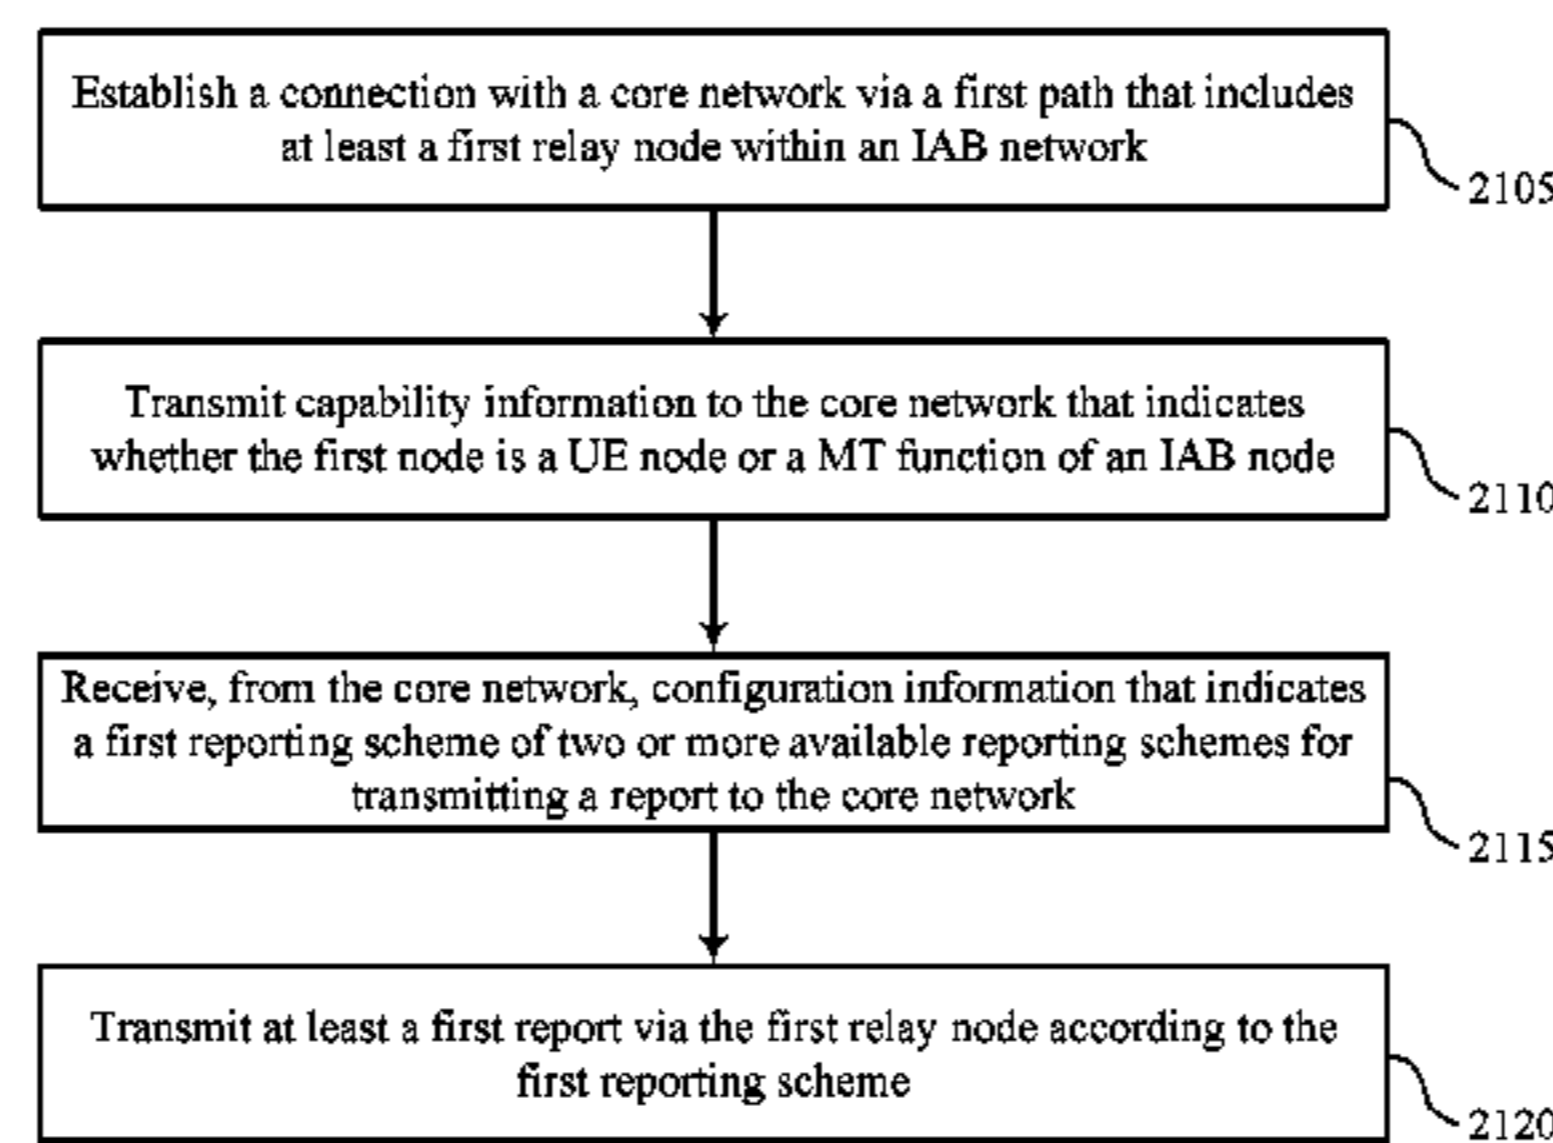 Establish a connection with a core network via a first path that includes
at least a first relay node within an IAB network
2105
Transmit capability information to the core network that indicates
whether the first node is a UE node or a MT function of an IAB node
2110
Receive, from the core network, configuration information that indicates
a first reporting scheme of two or more available reporting schemes for
transmitting a report to the core network
2115
Transmit at least a first report via the first relay node according to the
first reporting scheme
2120